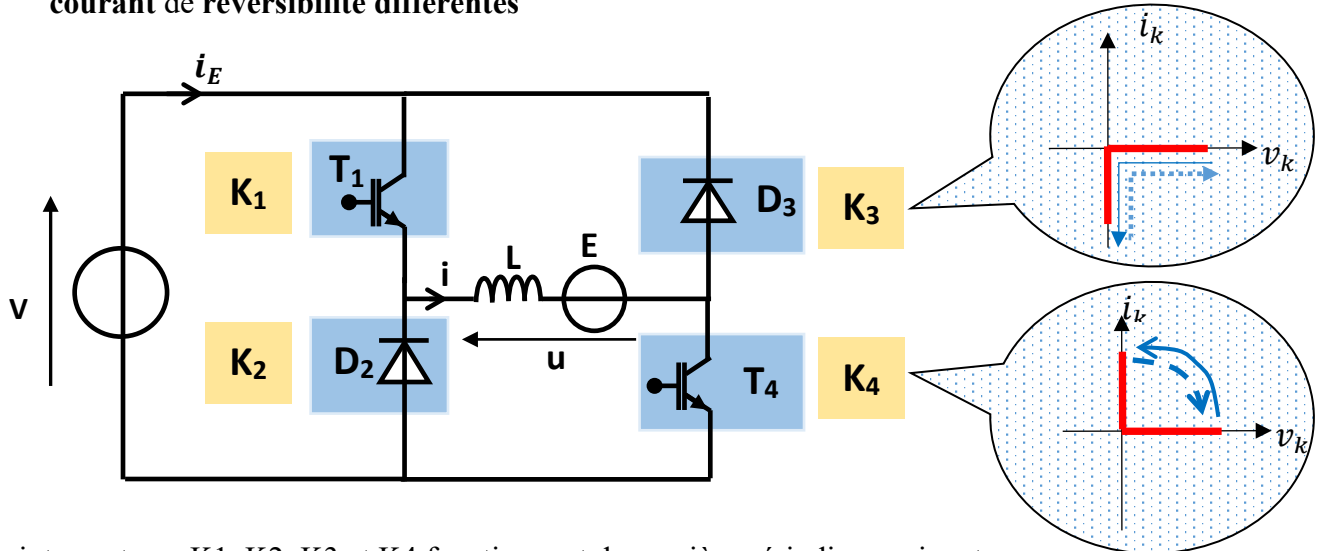 courant de réversibilité différentes
i_E
i_k
v_k
T₁
K₁
D₃
K₃
E
L
i
V
i_k
K₂
D₂
u
T₄
K₄
v_k